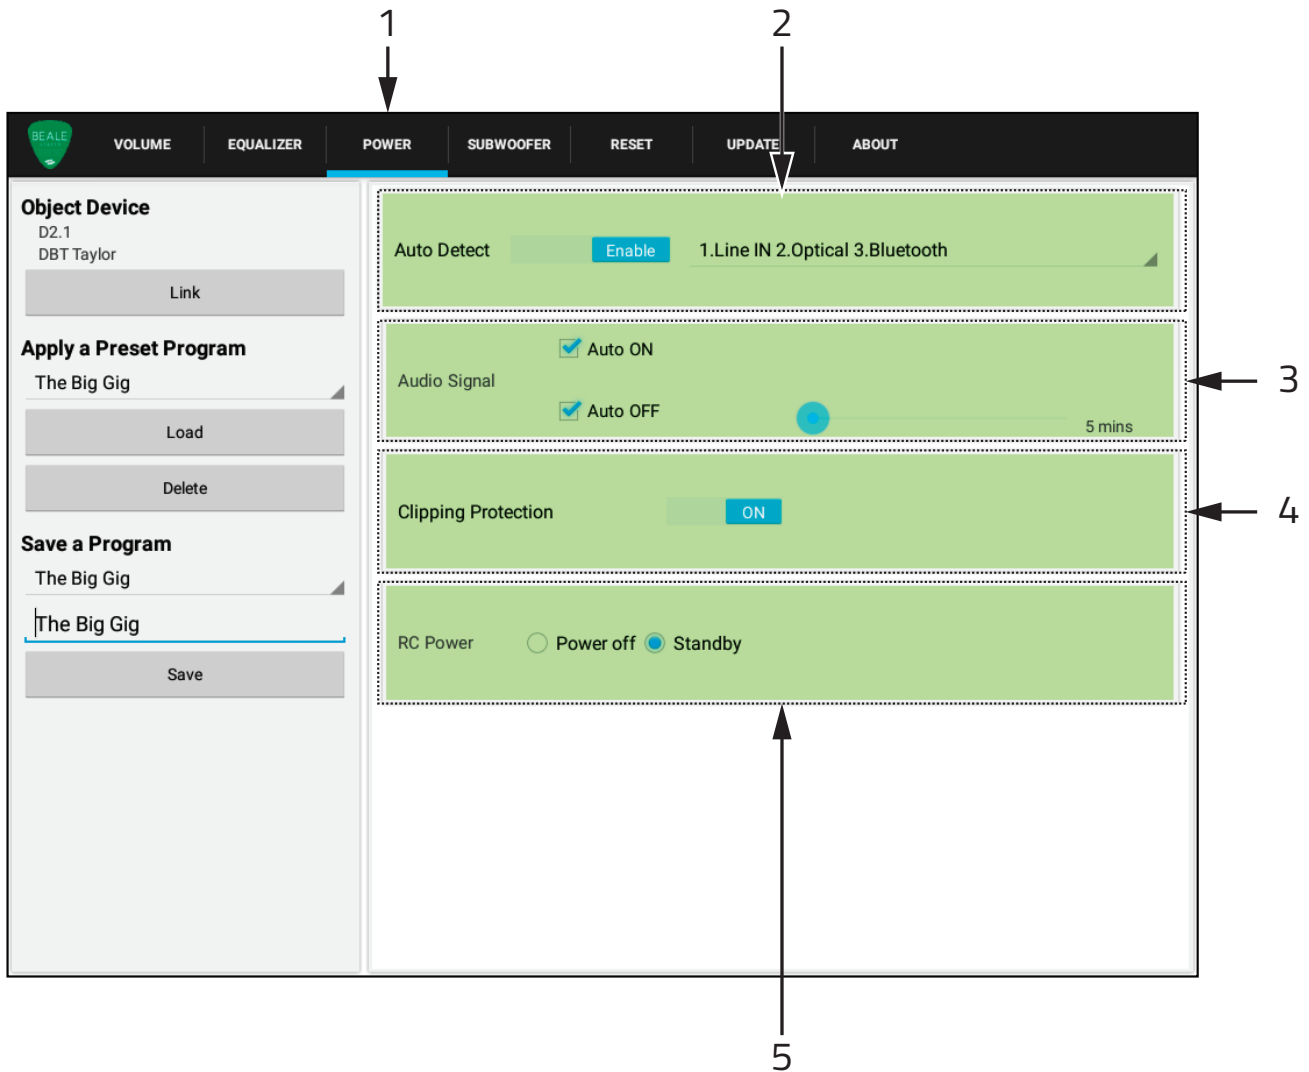 1
2
BEALE
VOLUME EQUALIZER POWER SUBWOOFER RESET UPDATE ABOUT
Object Device
D2.1
DBT Taylor
Link
Apply a Preset Program
The Big Gig
Load
Delete
Save a Program
The Big Gig
The Big Gig
Save
Auto Detect Enable 1.Line IN 2.Optical 3.Bluetooth
Auto ON
Audio Signal
Auto OFF
5 mins
3
Clipping Protection ON
4
RC Power Power off Standby
5